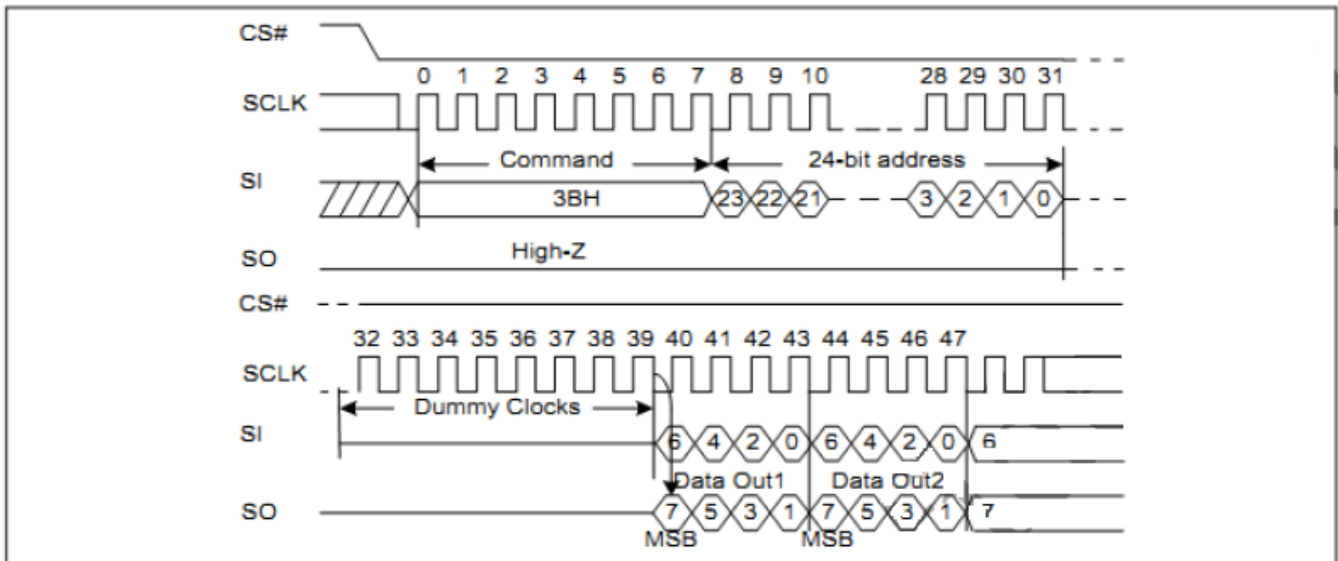 CS#
0 1 2 3 4 5 6 7 8 9 10 28 29 30 31
SCLK
Command 24-bit address
SI
3BH 23 22 21 3 2 1 0
High-Z
SO
CS#
32 33 34 35 36 37 38 39 40 41 42 43 44 45 46 47
SCLK
Dummy Clocks
SI
6 4 2 0 6 4 2 0 6
Data Out1 Data Out2
SO
7 5 3 1 7 5 3 1 7
MSB MSB